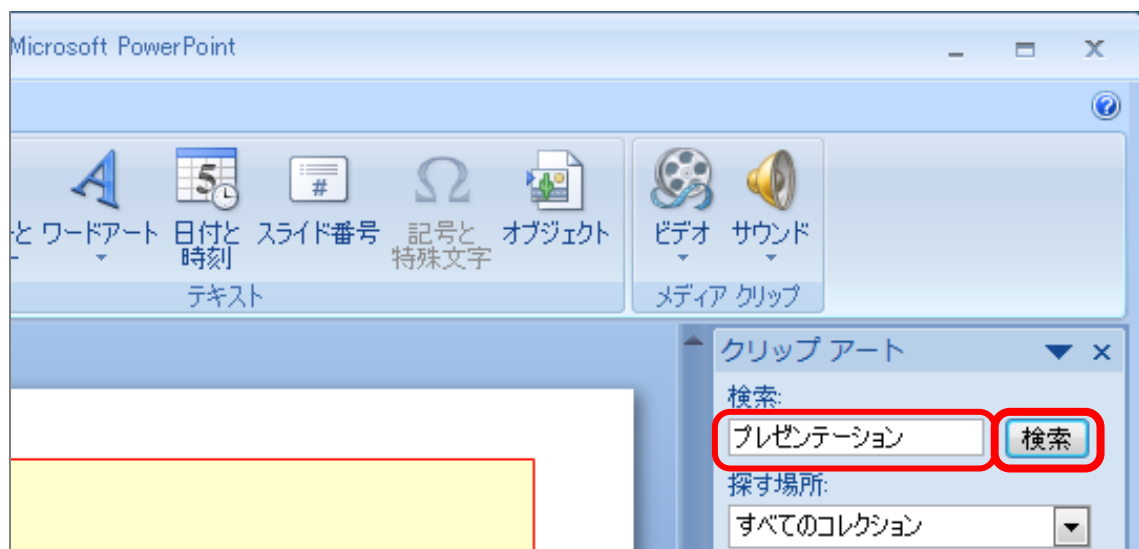 Microsoft PowerPoint
と ワードアート 日付と 時刻 スライド番号 記号と 特殊文字 オブジェクト ビデオ サウンド
テキスト メディア クリップ
クリップ アート
検索:
プレゼンテーション 検索
探す場所:
すべてのコレクション